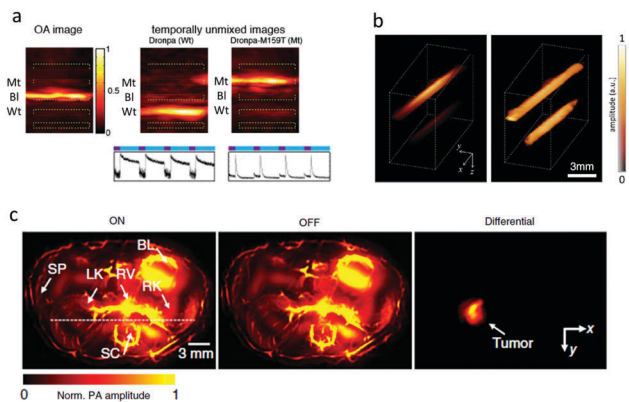 a
OA image
temporally unmixed images
Dronpa (Wt)
Dronpa-M159T (Mt)
1
0.5
0
Mt
Bl
Wt
Mt
Bl
Wt
b
1
amplitude (a.u.)
0
y
x
z
3mm
c
ON
OFF
Differential
BL
SP
LK
RV
RK
SC
3 mm
Tumor
x
y
0
Norm. PA amplitude
1